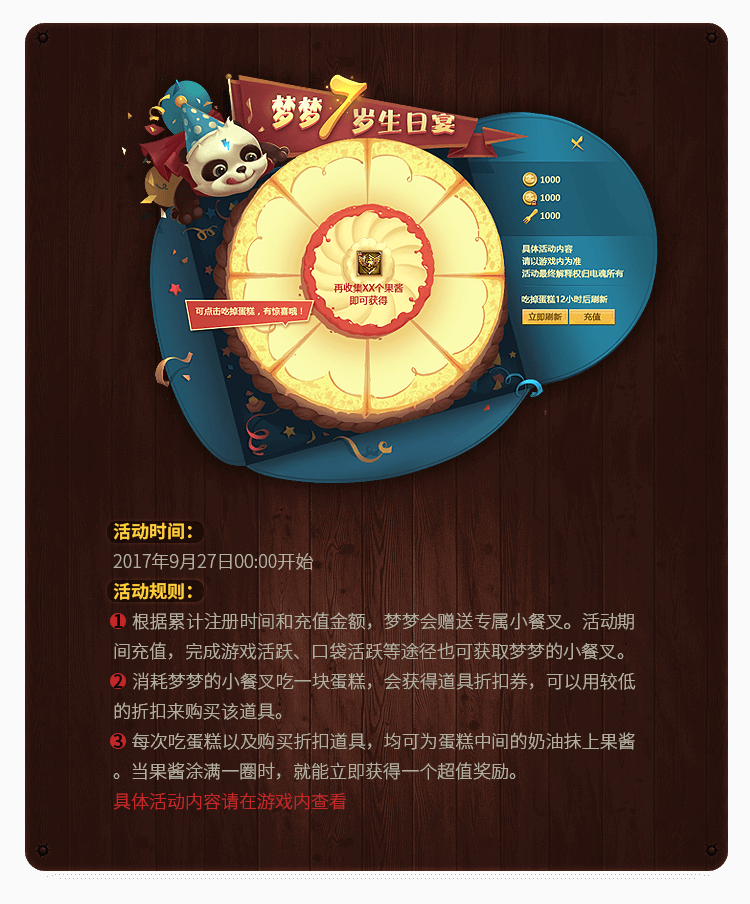 梦梦7岁生日宴
1000
1000
1000
具体活动内容
请以游戏内为准
活动最终解释权归电魂所有
吃掉蛋糕12小时后刷新
立即刷新 充值
再收集XX个果酱
即可获得
可点击吃掉蛋糕，有惊喜哦！
活动时间：
2017年9月27日00:00开始
活动规则：
1 根据累计注册时间和充值金额，梦梦会赠送专属小餐叉。活动期
间充值，完成游戏活跃、口袋活跃等途径也可获取梦梦的小餐叉。
2 消耗梦梦的小餐叉吃一块蛋糕，会获得道具折扣券，可以用较低
的折扣来购买该道具。
3 每次吃蛋糕以及购买折扣道具，均可为蛋糕中间的奶油抹上果酱
。当果酱涂满一圈时，就能立即获得一个超值奖励。
具体活动内容请在游戏内查看